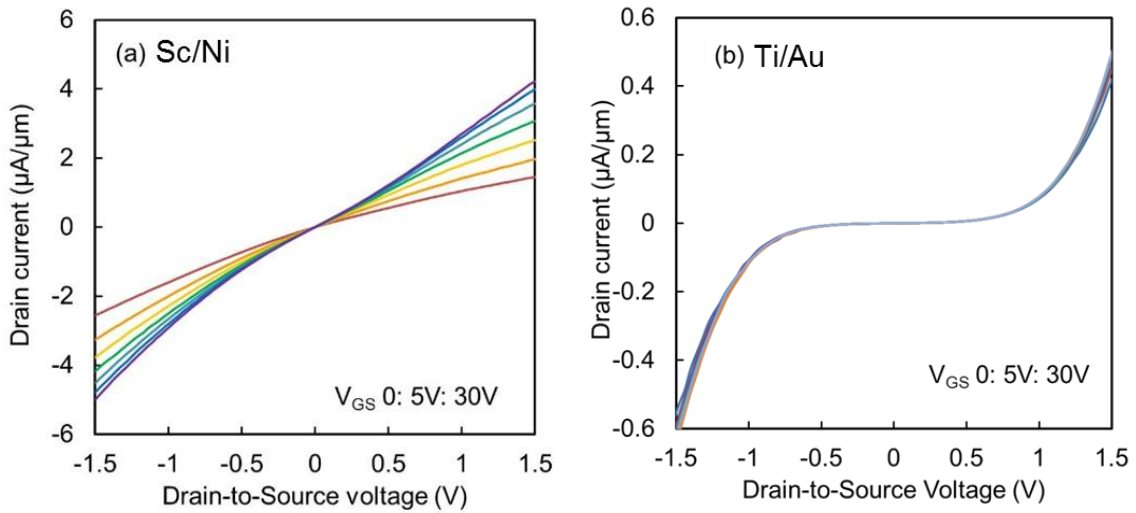 (a) Sc/Ni
6
4
2
0
-2
-4
-6
Drain current (µA/µm)
V_GS 0: 5V: 30V
-1.5 -1 -0.5 0 0.5 1 1.5
Drain-to-Source voltage (V)
(b) Ti/Au
0.6
0.4
0.2
0
-0.2
-0.4
-0.6
Drain current (µA/µm)
V_GS 0: 5V: 30V
-1.5 -1 -0.5 0 0.5 1 1.5
Drain-to-Source Voltage (V)